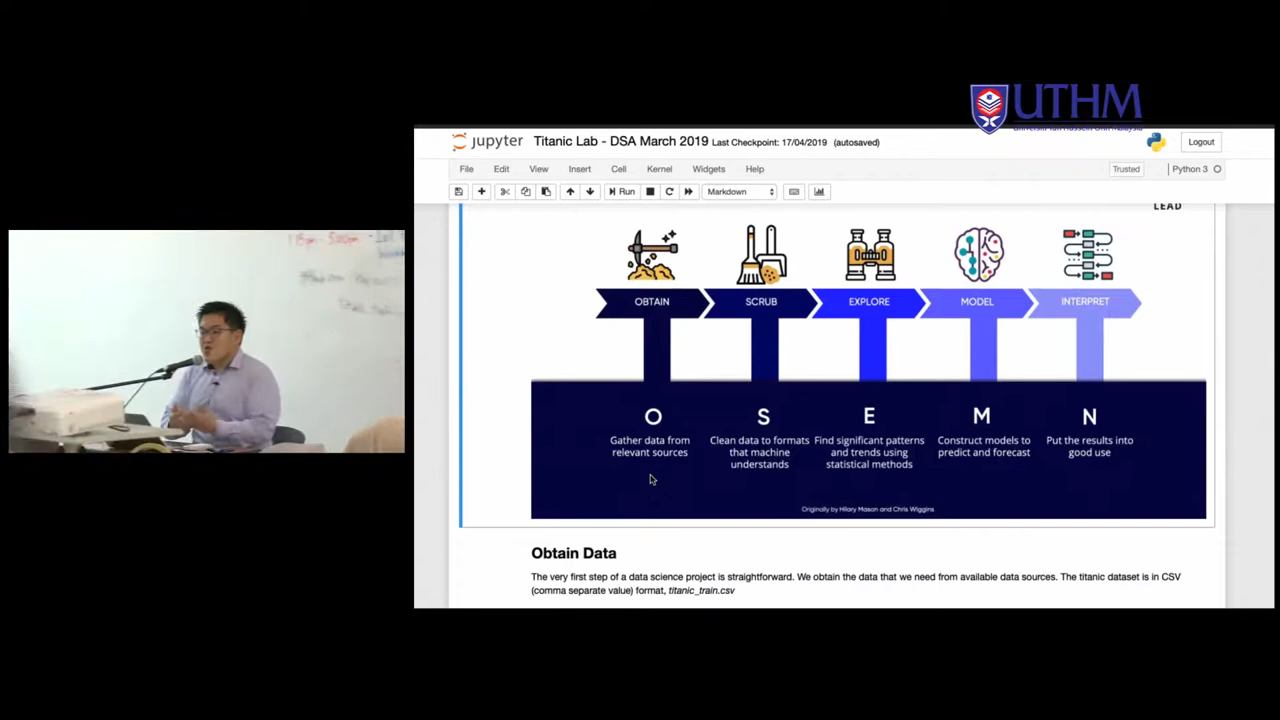 UTHM
Universiti Tun Hussein Onn Malaysia
jupyter Titanic Lab - DSA March 2019 Last Checkpoint: 17/04/2019 (autosaved)
Logout
File Edit View Insert Cell Kernel Widgets Help
Trusted
Python 3
Run
Markdown
LEAD
OBTAIN SCRUB EXPLORE MODEL INTERPRET
O S E M N
Gather data from
relevant sources
Clean data to formats
that machine
understands
Find significant patterns
and trends using
statistical methods
Construct models to
predict and forecast
Put the results into
good use
Originally by Hilary Mason and Chris Wiggins
Obtain Data
The very first step of a data science project is straightforward. We obtain the data that we need from available data sources. The titanic dataset is in CSV
(comma separate value) format, titanic_train.csv